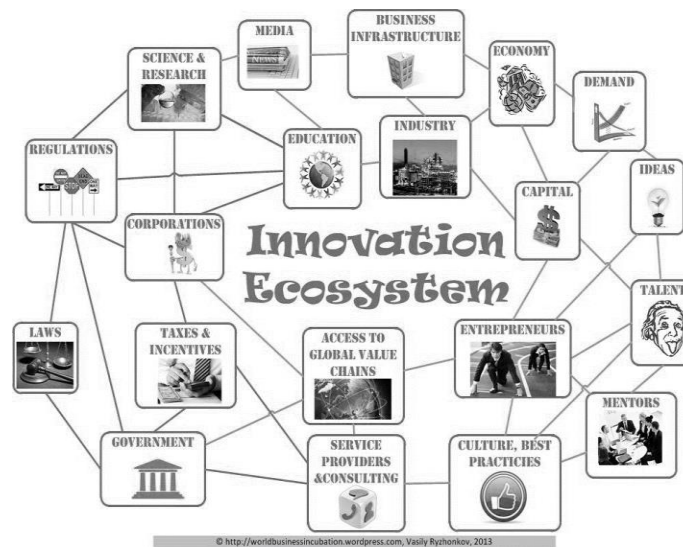 MEDIA
BUSINESS
INFRASTRUCTURE
SCIENCE &
RESEARCH
ECONOMY
DEMAND
REGULATIONS
EDUCATION
INDUSTRY
IDEAS
CORPORATIONS
CAPITAL
Innovation
Ecosystem
TALENT
LAWS
TAXES &
INCENTIVES
ACCESS TO
GLOBAL VALUE
CHAINS
ENTREPRENEURS
MENTORS
GOVERNMENT
SERVICE
PROVIDERS
&CONSULTING
CULTURE, BEST
PRACTICIES
© http://worldbusinessincubation.wordpress.com, Vasily Ryzhonkov, 2013